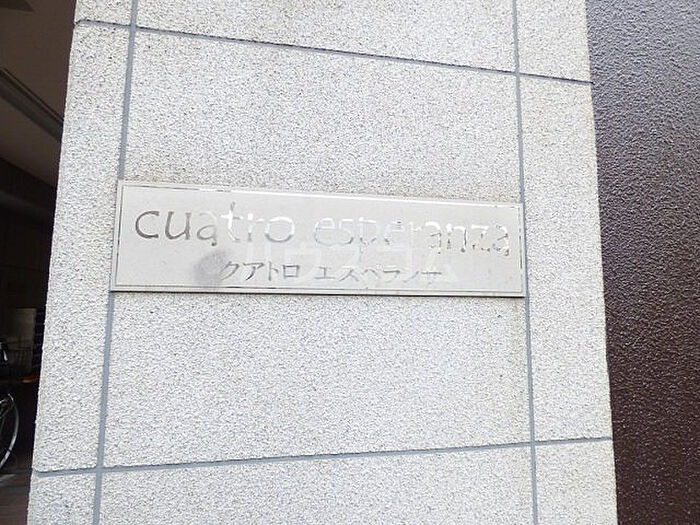 cuatro esperanza
クアトロ エスペランサ